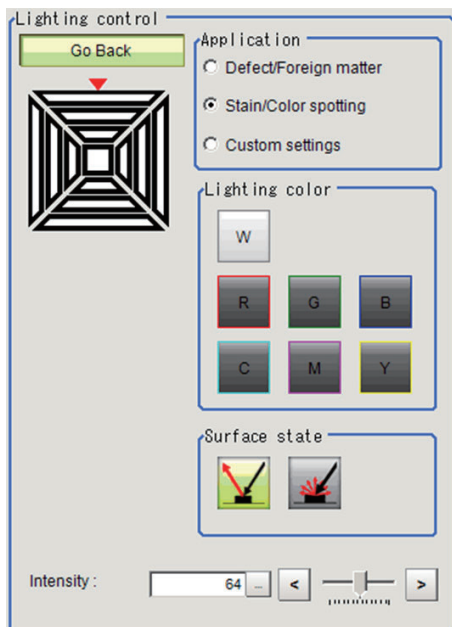 Lighting control
Go Back
Application
Defect/Foreign matter
Stain/Color spotting
Custom settings
Lighting color
W
R G B
C M Y
Surface state
Intensity : 64 ... < >